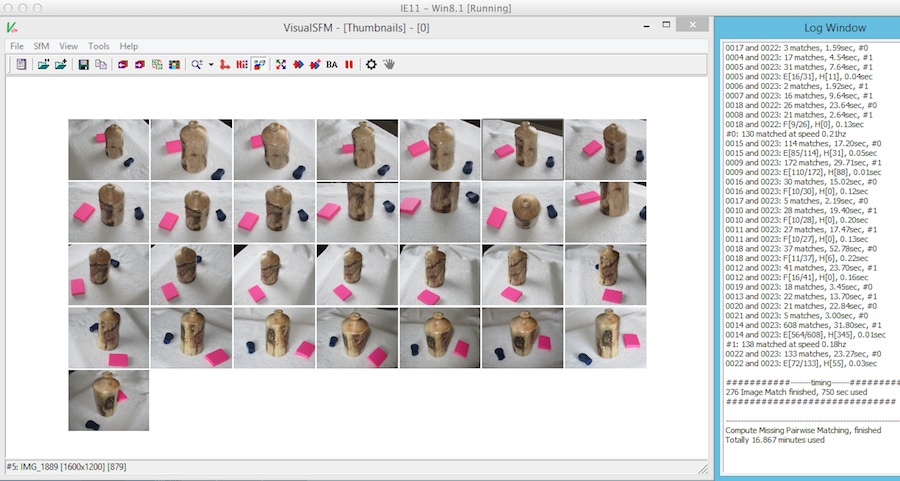 IE11 – Win8.1 [Running]
VisualSFM - [Thumbnails] - [0]
File SfM View Tools Help
BA
#5: IMG_1889 [1600x1200] [879]
Log Window
0017 and 0022: 3 matches, 1.59sec, #0
0004 and 0023: 17 matches, 4.54sec, #1
0005 and 0023: 31 matches, 7.64sec, #1
0005 and 0023: E[16/31], H[11], 0.04sec
0006 and 0023: 2 matches, 1.92sec, #1
0007 and 0023: 16 matches, 9.64sec, #1
0018 and 0022: 26 matches, 23.64sec, #0
0008 and 0023: 21 matches, 2.64sec, #1
0018 and 0022: F[9/26], H[0], 0.13sec
#0: 130 matched at speed 0.21hz
0015 and 0023: 114 matches, 17.20sec, #0
0015 and 0023: E[85/114], H[31], 0.05sec
0009 and 0023: 172 matches, 29.71sec, #1
0009 and 0023: E[110/172], H[88], 0.01sec
0016 and 0023: 30 matches, 15.02sec, #0
0016 and 0023: F[10/30], H[0], 0.12sec
0017 and 0023: 5 matches, 2.19sec, #0
0010 and 0023: 28 matches, 19.40sec, #1
0010 and 0023: F[10/28], H[0], 0.20sec
0011 and 0023: 27 matches, 17.47sec, #1
0011 and 0023: F[10/27], H[0], 0.13sec
0018 and 0023: 37 matches, 52.78sec, #0
0018 and 0023: F[11/37], H[6], 0.22sec
0012 and 0023: 41 matches, 23.70sec, #1
0012 and 0023: F[16/41], H[0], 0.16sec
0019 and 0023: 18 matches, 3.45sec, #0
0013 and 0023: 22 matches, 13.70sec, #1
0020 and 0023: 21 matches, 22.84sec, #0
0021 and 0023: 5 matches, 3.00sec, #0
0014 and 0023: 608 matches, 31.80sec, #1
0014 and 0023: E[564/608], H[345], 0.01sec
#1: 138 matched at speed 0.18hz
0022 and 0023: 133 matches, 23.27sec, #0
0022 and 0023: E[72/133], H[55], 0.03sec
###########-------timing------#########
276 Image Match finished, 750 sec used
############################
Compute Missing Pairwise Matching, finished
Totally 16.867 minutes used